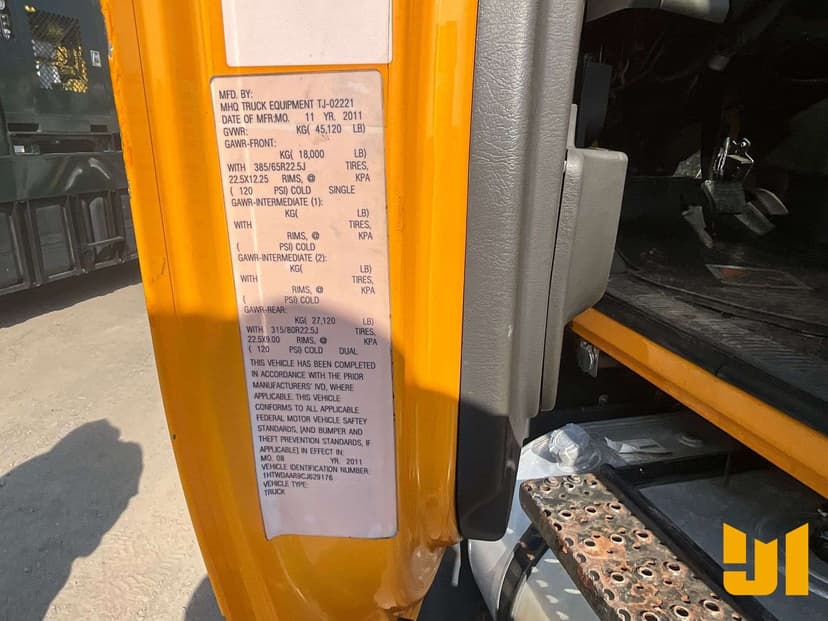 MFD. BY:
MHQ TRUCK EQUIPMENT TJ-02221
DATE OF MFR:MO. 11 YR. 2011
GVWR: KG( 45,120 LB)
GAWR-FRONT:
KG( 18,000 LB)
WITH 385/65R22.5J TIRES,
22.5X12.25 RIMS, @ KPA
( 120 PSI) COLD SINGLE
GAWR-INTERMEDIATE (1):
KG( LB)
WITH TIRES,
RIMS, @ KPA
( PSI) COLD
GAWR-INTERMEDIATE (2):
KG( LB)
WITH TIRES,
RIMS, @ KPA
( PSI) COLD
GAWR-REAR:
KG( 27,120 LB)
WITH 315/80R22.5J TIRES,
22.5X9.00 RIMS, @ KPA
( 120 PSI) COLD DUAL
THIS VEHICLE HAS BEEN COMPLETED
IN ACCORDANCE WITH THE PRIOR
MANUFACTURERS' IVD, WHERE
APPLICABLE. THIS VEHICLE
CONFORMS TO ALL APPLICABLE
FEDERAL MOTOR VEHICLE SAFTEY
STANDARDS, [AND BUMPER AND
THEFT PREVENTION STANDARDS, IF
APPLICABLE] IN EFFECT IN:
MO. 08 YR. 2011
VEHICLE IDENTIFICATION NUMBER:
1HTWDAAR9CJ629176
VEHICLE TYPE:
TRUCK